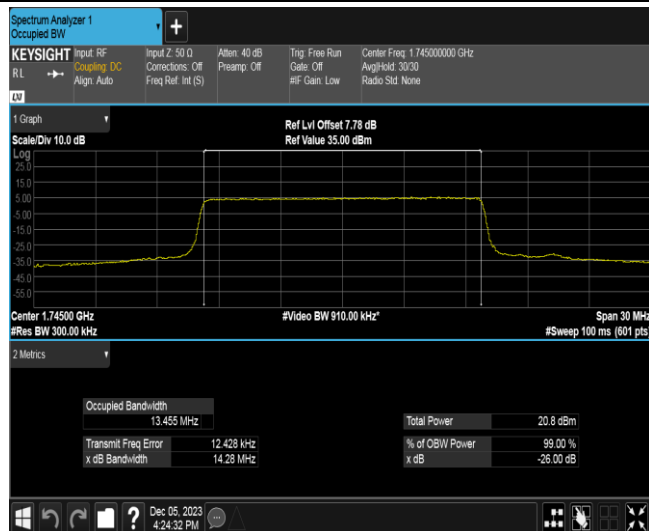 Spectrum Analyzer 1
Occupied BW
+
KEYSIGHT Input: RF Input Z: 50 Ω Atten: 40 dB Trig: Free Run Center Freq: 1.745000000 GHz
RL Coupling: DC Corrections: Off Preamp: Off Gate: Off Avg|Hold: 30/30
Align: Auto Freq Ref: Int (S) #IF Gain: Low Radio Std: None
1 Graph
Ref Lvl Offset 7.78 dB
Scale/Div 10.0 dB Ref Value 35.00 dBm
Log
25.0
15.0
5.00
-5.00
-15.0
-25.0
-35.0
-45.0
-55.0
Center 1.74500 GHz #Video BW 910.00 kHz* Span 30 MHz
#Res BW 300.00 kHz #Sweep 100 ms (601 pts)
2 Metrics
Occupied Bandwidth
13.455 MHz Total Power 20.8 dBm
Transmit Freq Error 12.428 kHz % of OBW Power 99.00 %
x dB Bandwidth 14.28 MHz x dB -26.00 dB
? Dec 05, 2023
4:24:32 PM